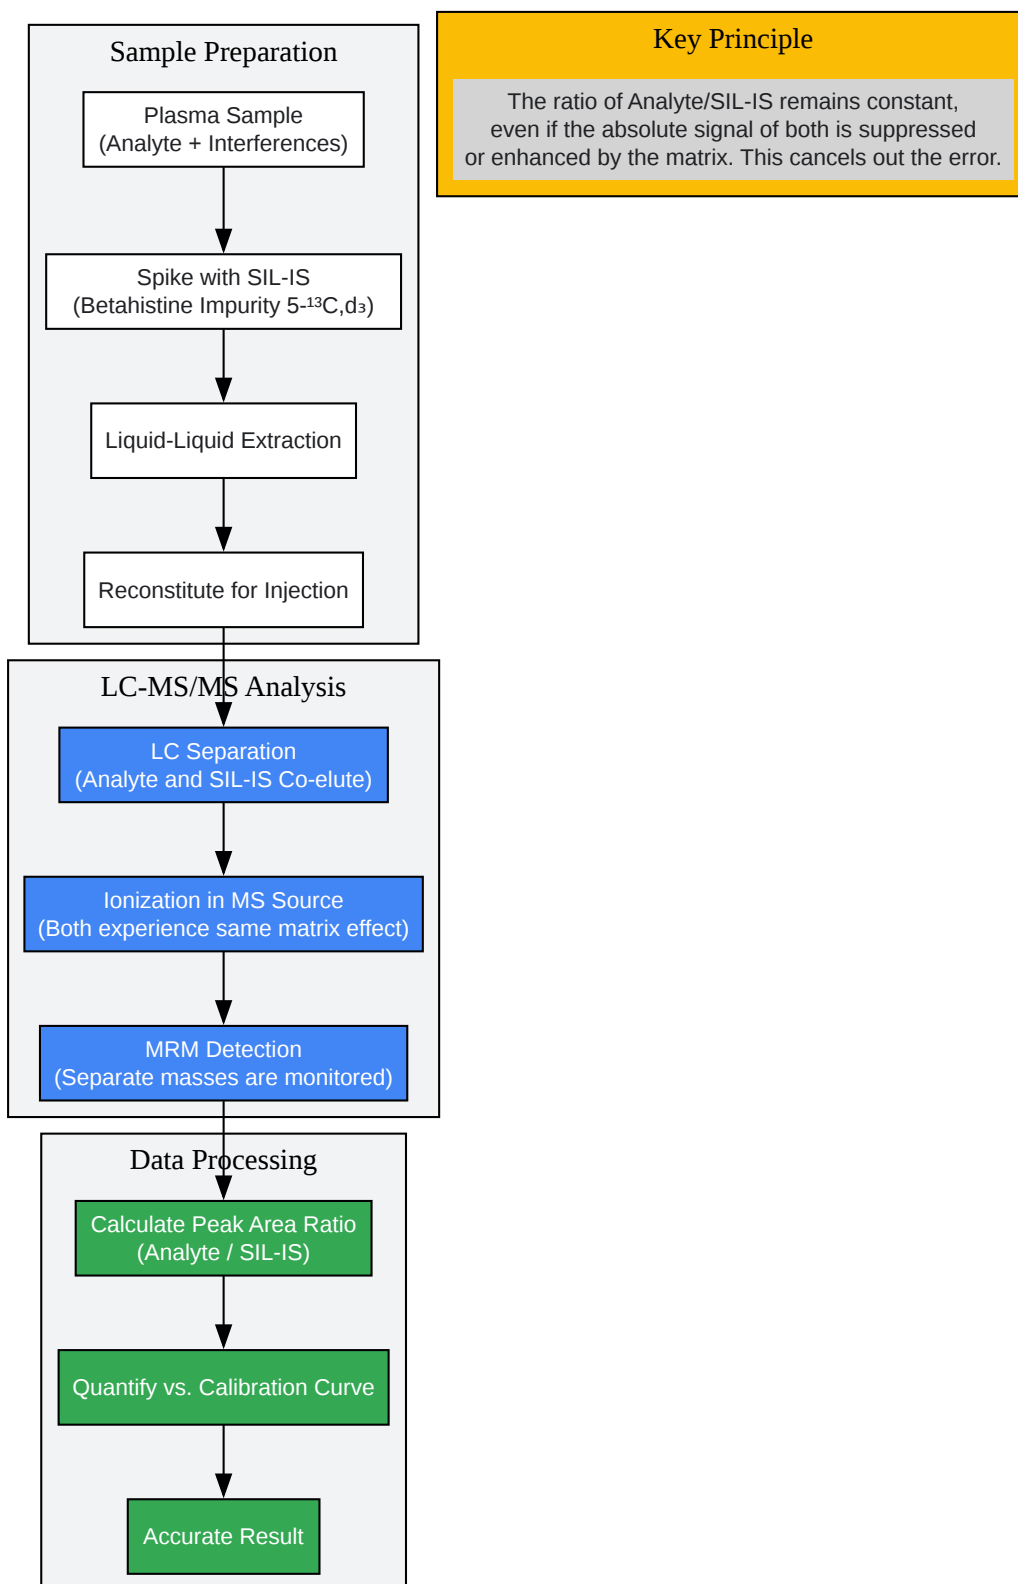 Sample Preparation
Plasma Sample
(Analyte + Interferences)
Spike with SIL-IS
(Betahistine Impurity 5-¹³C,d₃)
Liquid-Liquid Extraction
Reconstitute for Injection
Key Principle
The ratio of Analyte/SIL-IS remains constant,
even if the absolute signal of both is suppressed
or enhanced by the matrix. This cancels out the error.
LC-MS/MS Analysis
LC Separation
(Analyte and SIL-IS Co-elute)
Ionization in MS Source
(Both experience same matrix effect)
MRM Detection
(Separate masses are monitored)
Data Processing
Calculate Peak Area Ratio
(Analyte / SIL-IS)
Quantify vs. Calibration Curve
Accurate Result